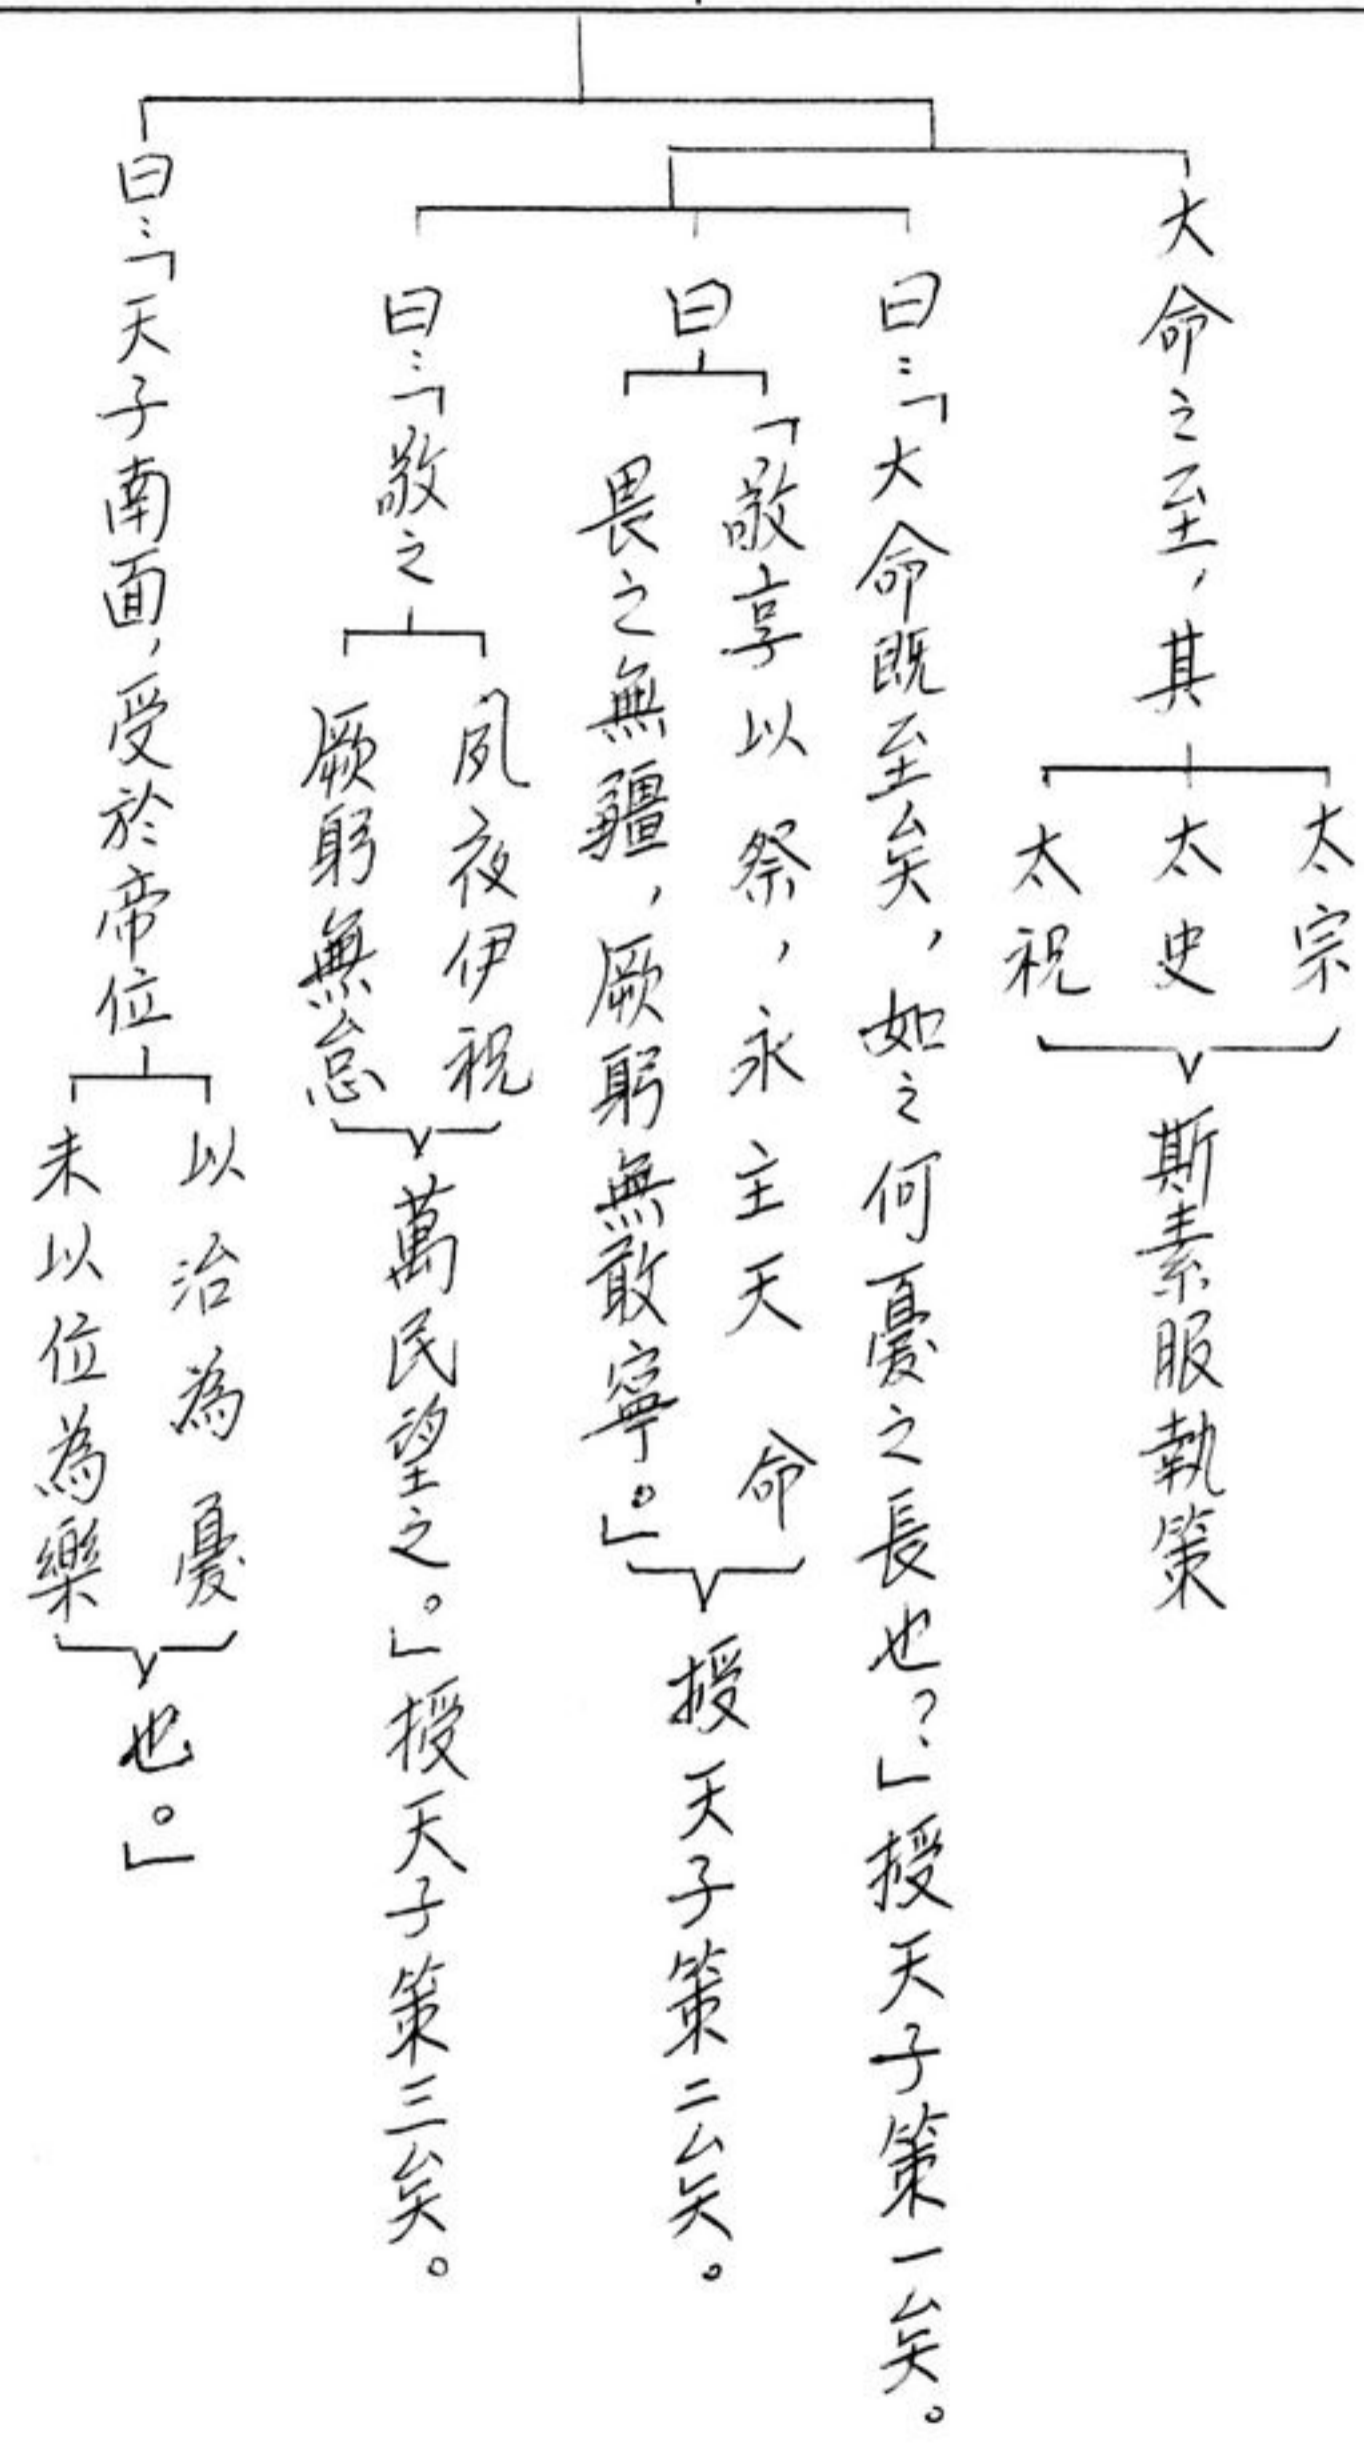 大命之至，其
太宗
太史
太祝
斯素服執策
曰：「大命既至矣，如之何憂之長也？」授天子策一矣。
曰
「敬享以祭，永主天命
畏之無疆，厥躬無敢寧。」
授天子策二矣。
曰：「敬之
夙夜伊祝
厥躬無怠
萬民望之。」授天子策三矣。
曰：「天子南面，受於帝位
以治為憂
未以位為樂
也。」